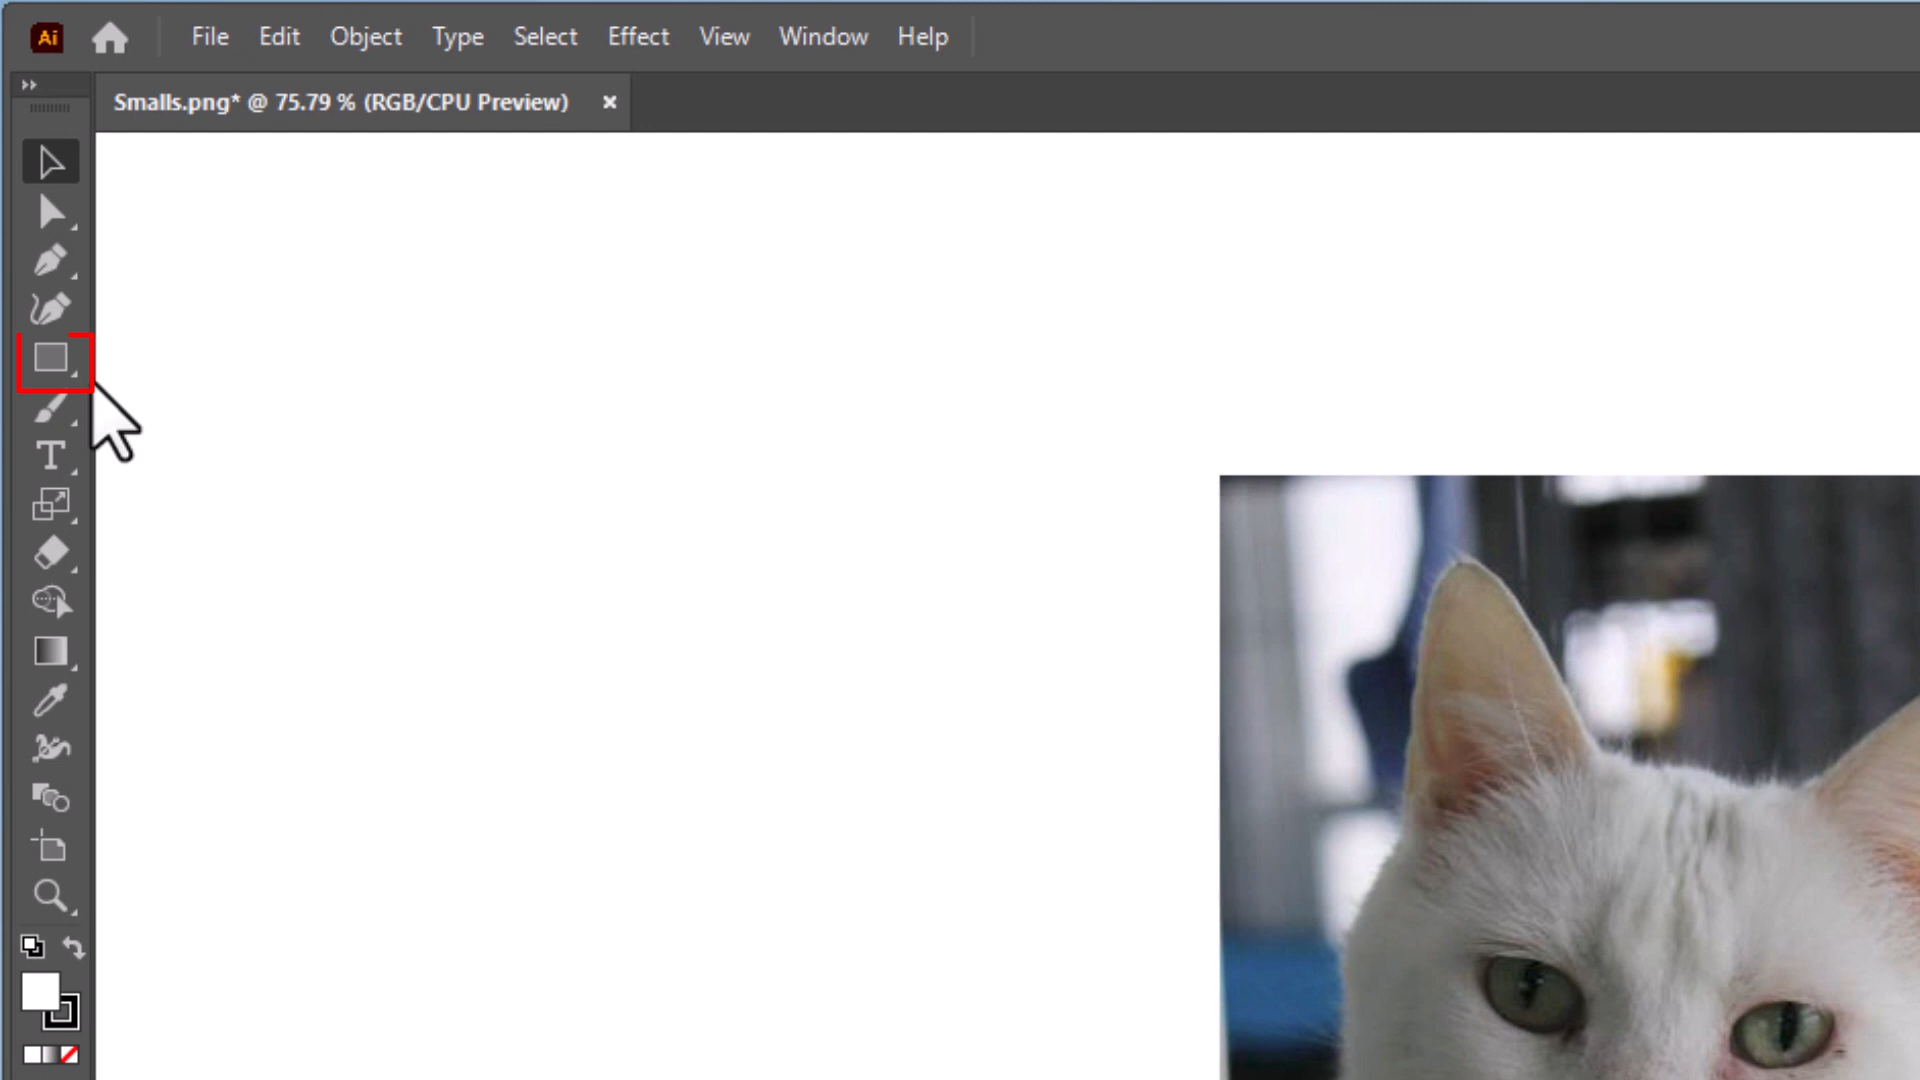 Ai File Edit Object Type Select Effect View Window Help
Smalls.png* @ 75.79 % (RGB/CPU Preview) ×
T